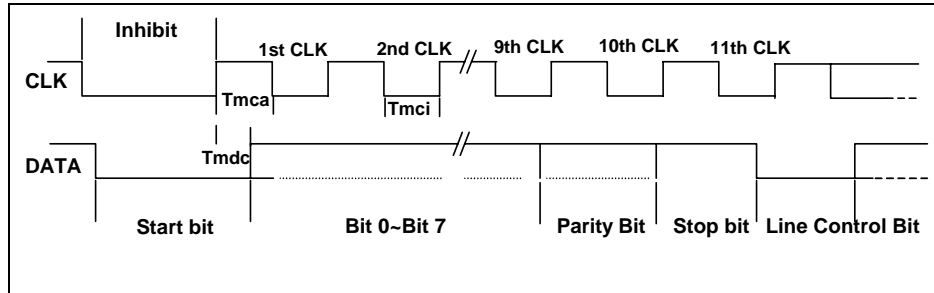 Inhibit
1st CLK 2nd CLK 9th CLK 10th CLK 11th CLK
CLK
Tmca Tmci
Tmdc
DATA
Start bit Bit 0~Bit 7 Parity Bit Stop bit Line Control Bit